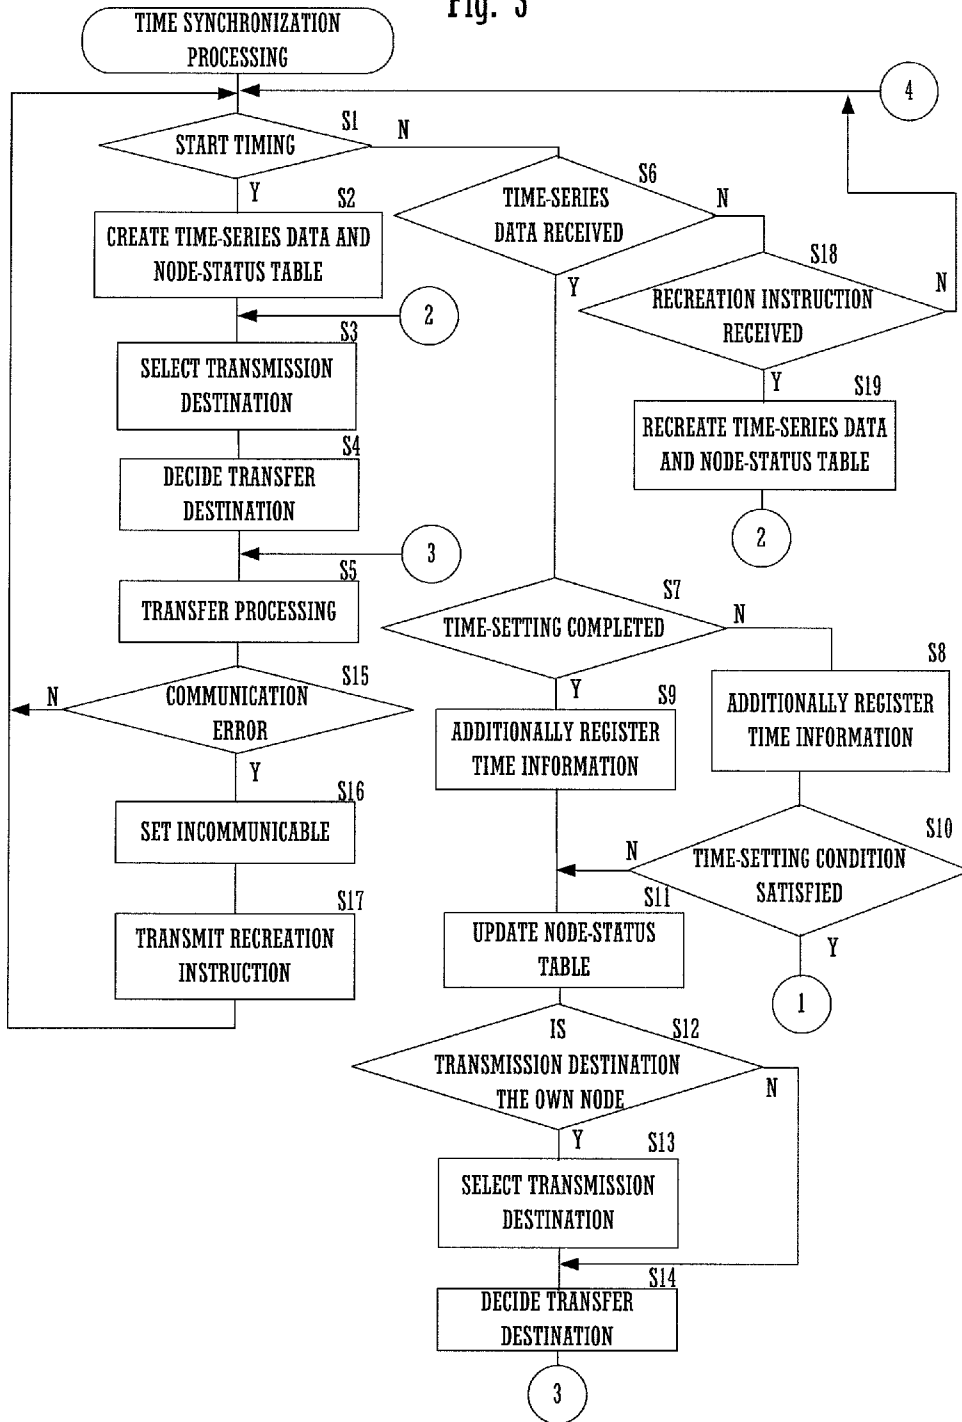 Fig. 3
TIME SYNCHRONIZATION
PROCESSING
4
S1
START TIMING
N
Y
S2
CREATE TIME-SERIES DATA AND
NODE-STATUS TABLE
2
S3
SELECT TRANSMISSION
DESTINATION
S4
DECIDE TRANSFER
DESTINATION
3
S5
TRANSFER PROCESSING
S15
COMMUNICATION
ERROR
N
Y
S16
SET INCOMMUNICABLE
S17
TRANSMIT RECREATION
INSTRUCTION
S6
TIME-SERIES
DATA RECEIVED
N
Y
S18
RECREATION INSTRUCTION
RECEIVED
N
Y
S19
RECREATE TIME-SERIES DATA
AND NODE-STATUS TABLE
2
S7
TIME-SETTING COMPLETED
N
Y
S8
ADDITIONALLY REGISTER
TIME INFORMATION
S9
ADDITIONALLY REGISTER
TIME INFORMATION
S10
TIME-SETTING CONDITION
SATISFIED
N
Y
1
S11
UPDATE NODE-STATUS
TABLE
S12
IS
TRANSMISSION DESTINATION
THE OWN NODE
N
Y
S13
SELECT TRANSMISSION
DESTINATION
S14
DECIDE TRANSFER
DESTINATION
3